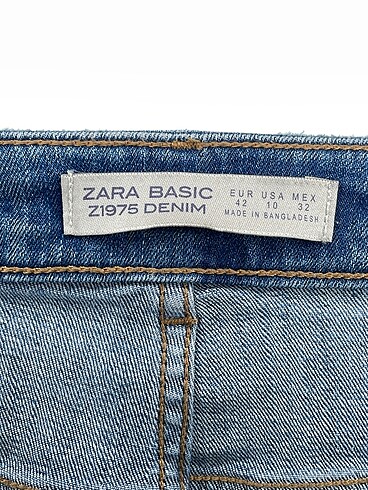 ZARA BASIC
Z1975 DENIM
EUR USA MEX
42 10 32
MADE IN BANGLADESH